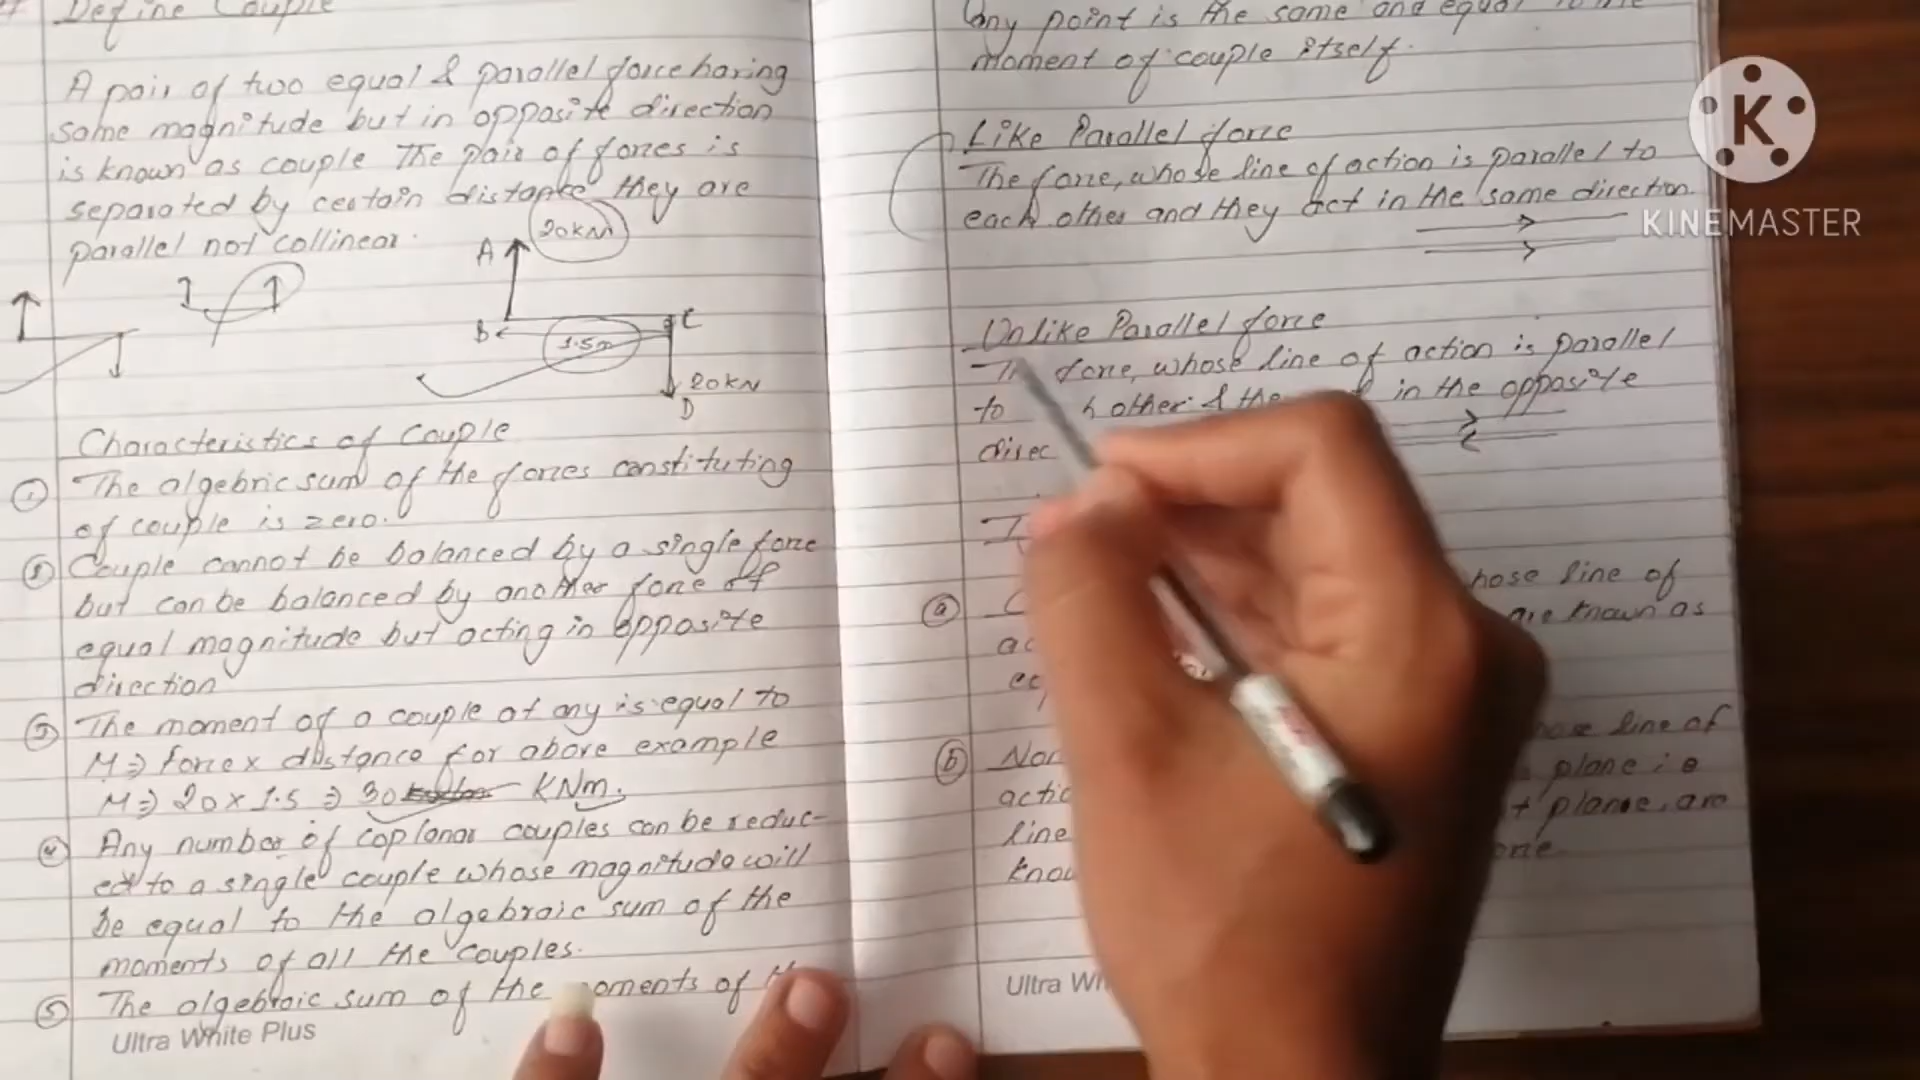 Define Couple
A pair of two equal & parallel force having
same magnitude but in opposite direction
is known as couple The pair of forces is
separated by certain distance they are
parallel not collinear.
A 20kN
B 1.5m C
20kN
D
Characteristics of Couple
① The algebric sum of the forces constituting
of couple is zero.
② Couple cannot be balanced by a single force
but can be balanced by another force of
equal magnitude but acting in opposite
direction
③ The moment of a couple at any is equal to
M ⇒ force x distance for above example
M ⇒ 20 x 1.5 ⇒ 30 KNm.
④ Any number of coplanar couples can be reduc-
ed to a single couple whose magnitude will
be equal to the algebraic sum of the
moments of all the couples.
⑤ The algebraic sum of the moments of
Ultra White Plus
any point is the same and equal to the
moment of couple itself.
Like Parallel force
The force, whose line of action is parallel to
each other and they act in the same direction.
Unlike Parallel force
force, whose line of action is parallel
to other & the in the opposite
direc
ⓐ hose line of
are known as
ⓑ line of
plane i.e
line plane, are
Ultra Wh
K
KINEMASTER